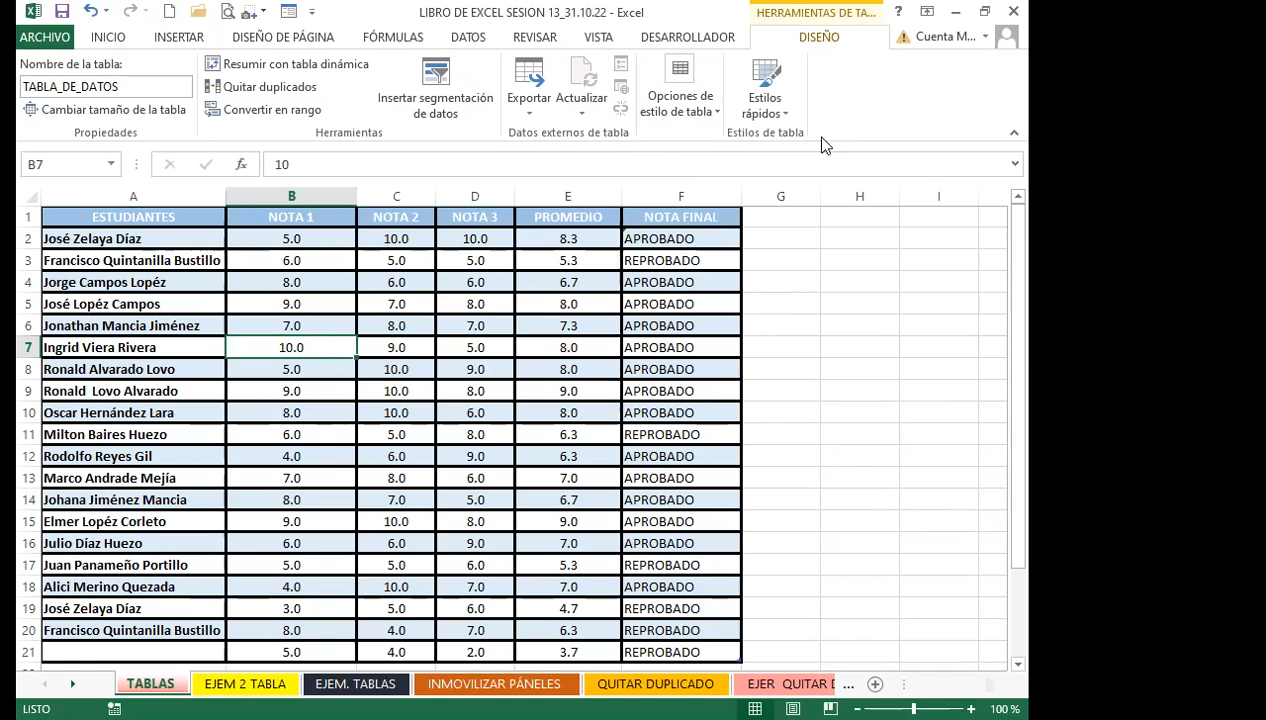 LIBRO DE EXCEL SESION 13_31.10.22 - Excel
HERRAMIENTAS DE TA...
ARCHIVO INICIO INSERTAR DISEÑO DE PÁGINA FÓRMULAS DATOS REVISAR VISTA DESARROLLADOR DISEÑO Cuenta M...
Nombre de la tabla:
TABLA_DE_DATOS
Cambiar tamaño de la tabla
Propiedades
Resumir con tabla dinámica
Quitar duplicados
Convertir en rango
Insertar segmentación
de datos
Herramientas
Exportar Actualizar
Datos externos de tabla
Opciones de
estilo de tabla
Estilos
rápidos
Estilos de tabla
B7 fx 10
A B C D E F G H I
1 ESTUDIANTES NOTA 1 NOTA 2 NOTA 3 PROMEDIO NOTA FINAL
2 José Zelaya Díaz 5.0 10.0 10.0 8.3 APROBADO
3 Francisco Quintanilla Bustillo 6.0 5.0 5.0 5.3 REPROBADO
4 Jorge Campos Lopéz 8.0 6.0 6.0 6.7 APROBADO
5 José Lopéz Campos 9.0 7.0 8.0 8.0 APROBADO
6 Jonathan Mancia Jiménez 7.0 8.0 7.0 7.3 APROBADO
7 Ingrid Viera Rivera 10.0 9.0 5.0 8.0 APROBADO
8 Ronald Alvarado Lovo 5.0 10.0 9.0 8.0 APROBADO
9 Ronald Lovo Alvarado 9.0 10.0 8.0 9.0 APROBADO
10 Oscar Hernández Lara 8.0 10.0 6.0 8.0 APROBADO
11 Milton Baires Huezo 6.0 5.0 8.0 6.3 REPROBADO
12 Rodolfo Reyes Gil 4.0 6.0 9.0 6.3 APROBADO
13 Marco Andrade Mejía 7.0 8.0 6.0 7.0 APROBADO
14 Johana Jiménez Mancia 8.0 7.0 5.0 6.7 APROBADO
15 Elmer Lopéz Corleto 9.0 10.0 8.0 9.0 APROBADO
16 Julio Díaz Huezo 6.0 6.0 9.0 7.0 APROBADO
17 Juan Panameño Portillo 5.0 5.0 6.0 5.3 REPROBADO
18 Alici Merino Quezada 4.0 10.0 7.0 7.0 APROBADO
19 José Zelaya Díaz 3.0 5.0 6.0 4.7 REPROBADO
20 Francisco Quintanilla Bustillo 8.0 4.0 7.0 6.3 REPROBADO
21 5.0 4.0 2.0 3.7 REPROBADO
TABLAS EJEM 2 TABLA EJEM. TABLAS INMOVILIZAR PÁNELES QUITAR DUPLICADO EJER QUITAR D ...
LISTO 100 %